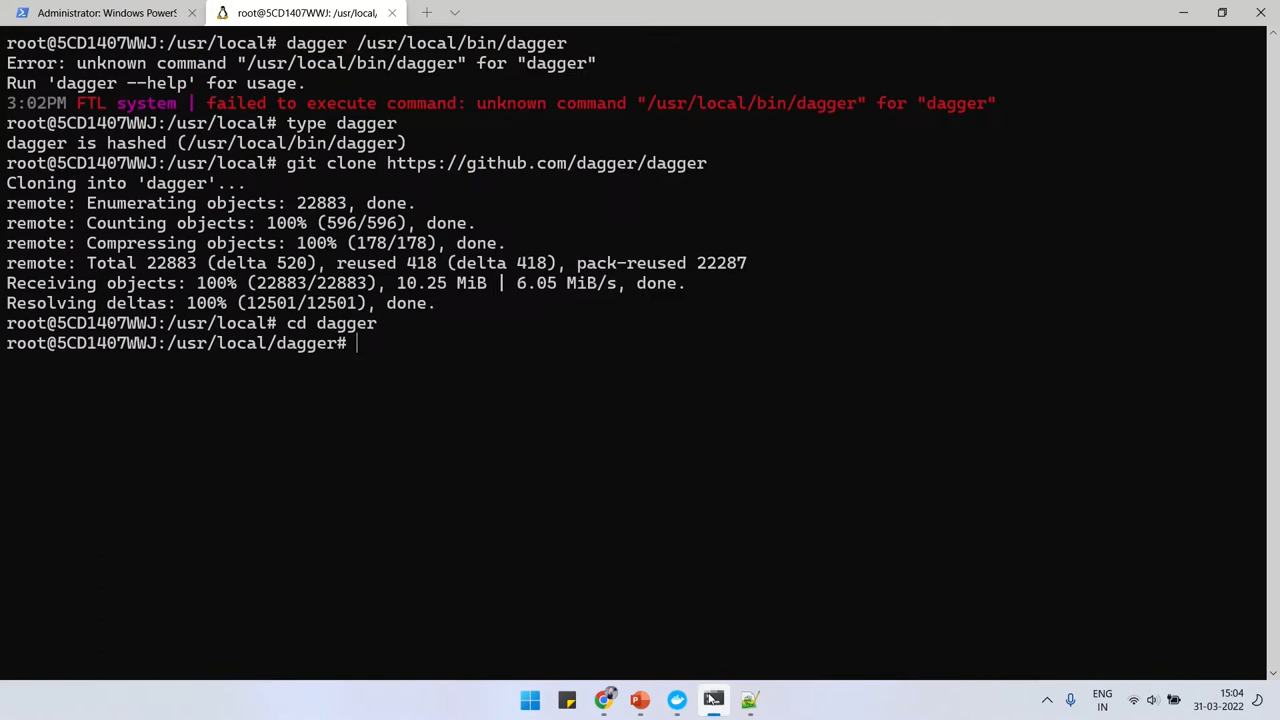 Administrator: Windows PowerS
root@5CD1407WWJ: /usr/local,
root@5CD1407WWJ:/usr/local# dagger /usr/local/bin/dagger
Error: unknown command "/usr/local/bin/dagger" for "dagger"
Run 'dagger --help' for usage.
3:02PM FTL system | failed to execute command: unknown command "/usr/local/bin/dagger" for "dagger"
root@5CD1407WWJ:/usr/local# type dagger
dagger is hashed (/usr/local/bin/dagger)
root@5CD1407WWJ:/usr/local# git clone https://github.com/dagger/dagger
Cloning into 'dagger'...
remote: Enumerating objects: 22883, done.
remote: Counting objects: 100% (596/596), done.
remote: Compressing objects: 100% (178/178), done.
remote: Total 22883 (delta 520), reused 418 (delta 418), pack-reused 22287
Receiving objects: 100% (22883/22883), 10.25 MiB | 6.05 MiB/s, done.
Resolving deltas: 100% (12501/12501), done.
root@5CD1407WWJ:/usr/local# cd dagger
root@5CD1407WWJ:/usr/local/dagger#
ENG
IN
15:04
31-03-2022